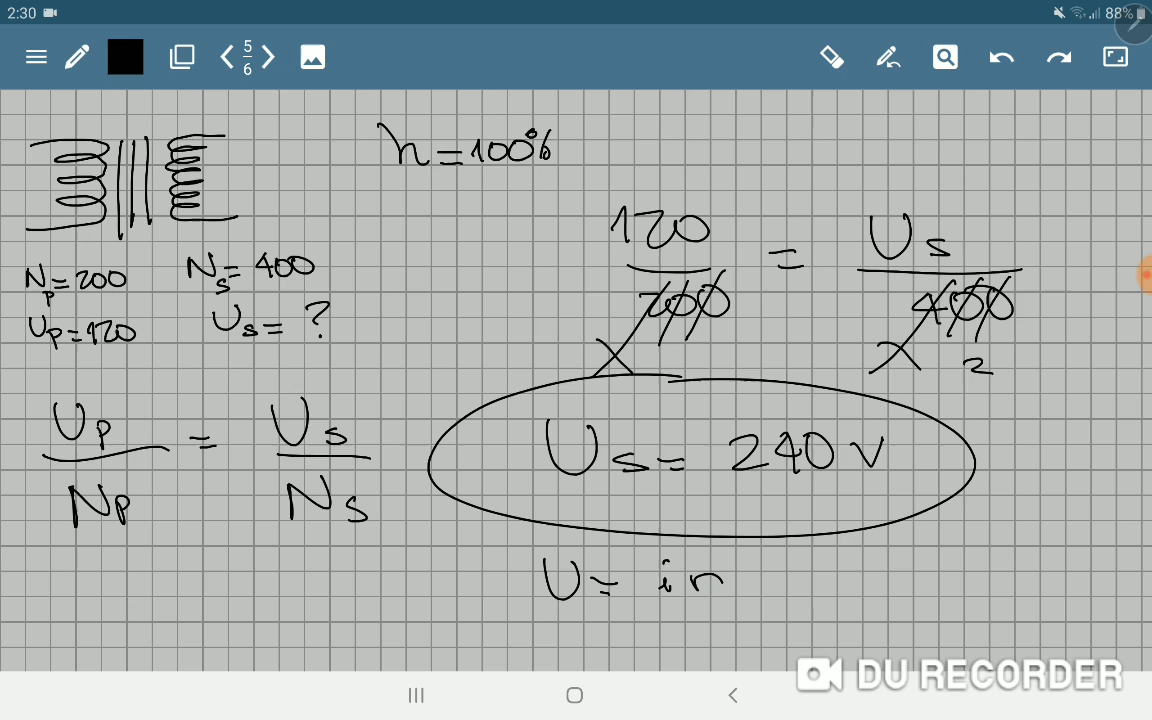 2:30
88%
5
6
h = 100%
120 / 200 = Us / 400
2
Np = 200
Ns = 400
Up = 120
Us = ?
Up / Np = Us / Ns
Us = 240 V
U = i r
DU RECORDER